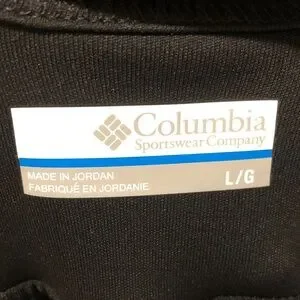 Columbia
Sportswear Company
MADE IN JORDAN
FABRIQUÉ EN JORDANIE
L/G